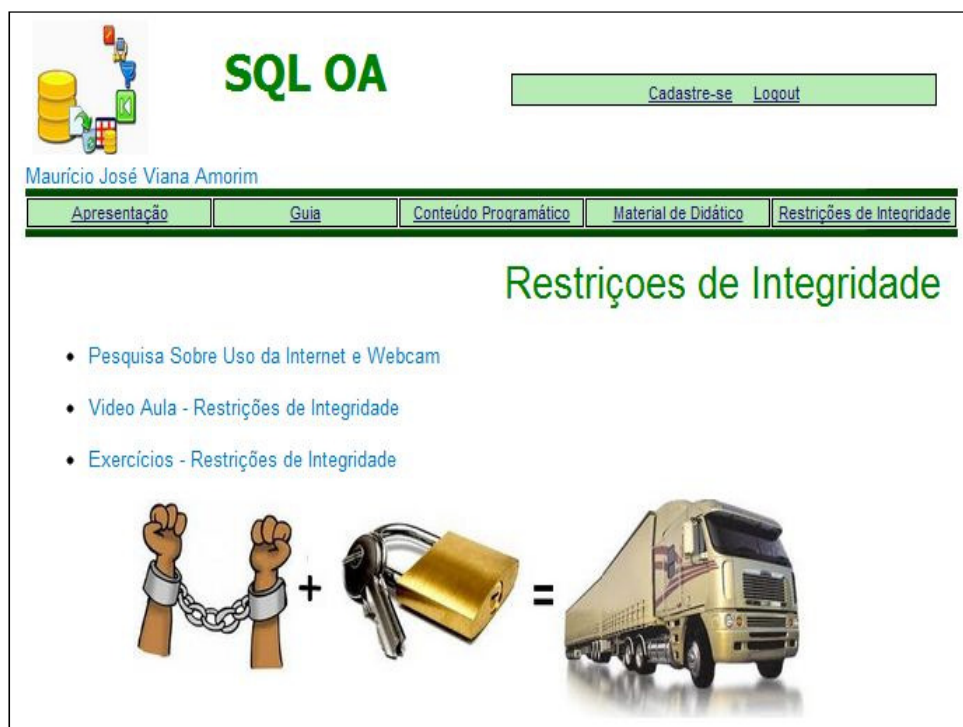 SQL OA
Cadastre-se Logout
Maurício José Viana Amorim
Apresentação Guia Conteúdo Programático Material de Didático Restrições de Integridade
Restriçoes de Integridade
Pesquisa Sobre Uso da Internet e Webcam
Video Aula - Restrições de Integridade
Exercícios - Restrições de Integridade
+ =